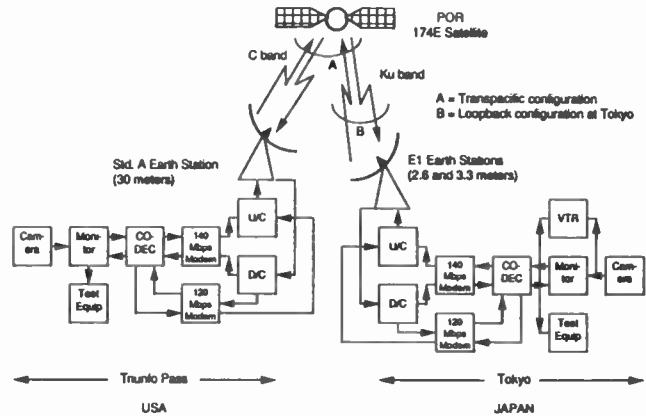 POR
174E Satellite
C band
A
Ku band
B
A = Transpacific configuration
B = Loopback configuration at Tokyo
Std. A Earth Station
(30 meters)
E1 Earth Stations
(2.6 and 3.3 meters)
Cam-
era
Moni-
tor
CO-
DEC
140
Mbps
Modem
U/C
D/C
Test
Equip
120
Mbps
Modem
U/C
D/C
140
Mbps
Modem
120
Mbps
Modem
CO-
DEC
VTR
Moni-
tor
Cam-
era
Test
Equip
Triunfo Pass
USA
Tokyo
JAPAN